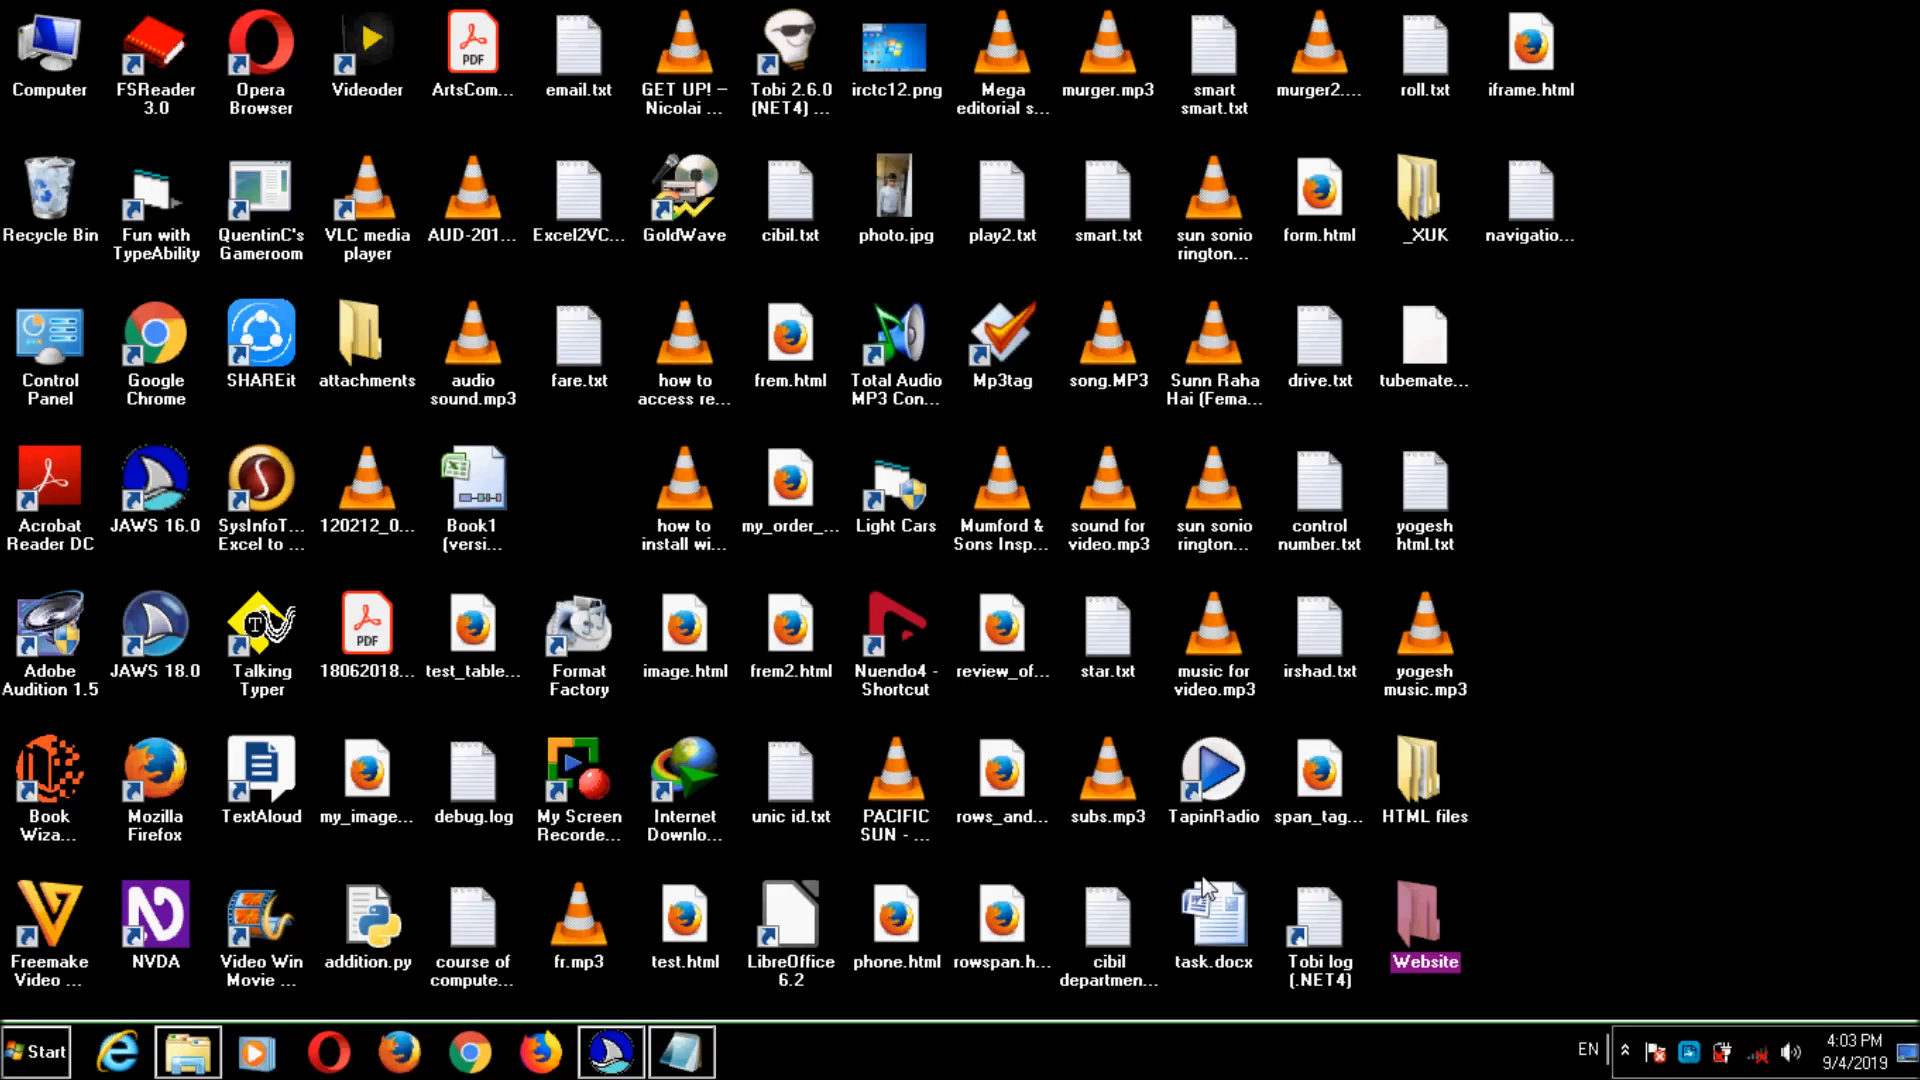 Computer
FSReader
3.0
Opera
Browser
Videoder
ArtsCom...
email.txt
GET UP! –
Nicolai ...
Tobi 2.6.0
(NET4) ...
irctc12.png
Mega
editorial s...
murger.mp3
smart
smart.txt
murger2....
roll.txt
iframe.html
Recycle Bin
Fun with
TypeAbility
QuentinC's
Gameroom
VLC media
player
AUD-201...
Excel2VC...
GoldWave
cibil.txt
photo.jpg
play2.txt
smart.txt
sun sonio
rington...
form.html
_XUK
navigatio...
Control
Panel
Google
Chrome
SHAREit
attachments
audio
sound.mp3
fare.txt
how to
access re...
frem.html
Total Audio
MP3 Con...
Mp3tag
song.MP3
Sunn Raha
Hai (Fema...
drive.txt
tubemate...
Acrobat
Reader DC
JAWS 16.0
SysInfoT...
Excel to ...
120212_0...
Book1
(versi...
how to
install wi...
my_order_...
Light Cars
Mumford &
Sons Insp...
sound for
video.mp3
sun sonio
rington...
control
number.txt
yogesh
html.txt
Adobe
Audition 1.5
JAWS 18.0
Talking
Typer
PDF
18062018...
test_table...
Format
Factory
image.html
frem2.html
Nuendo4 -
Shortcut
review_of...
star.txt
music for
video.mp3
irshad.txt
yogesh
music.mp3
Book
Wiza...
Mozilla
Firefox
TextAloud
my_image...
debug.log
My Screen
Recorde...
Internet
Downlo...
unic id.txt
PACIFIC
SUN - ...
rows_and...
subs.mp3
TapinRadio
span_tag...
HTML files
Freemake
Video ...
NVDA
Video Win
Movie ...
addition.py
course of
compute...
fr.mp3
test.html
LibreOffice
6.2
phone.html
rowspan.h...
cibil
departmen...
task.docx
Tobi log
(.NET4)
Website
Start
EN
4:03 PM
9/4/2019